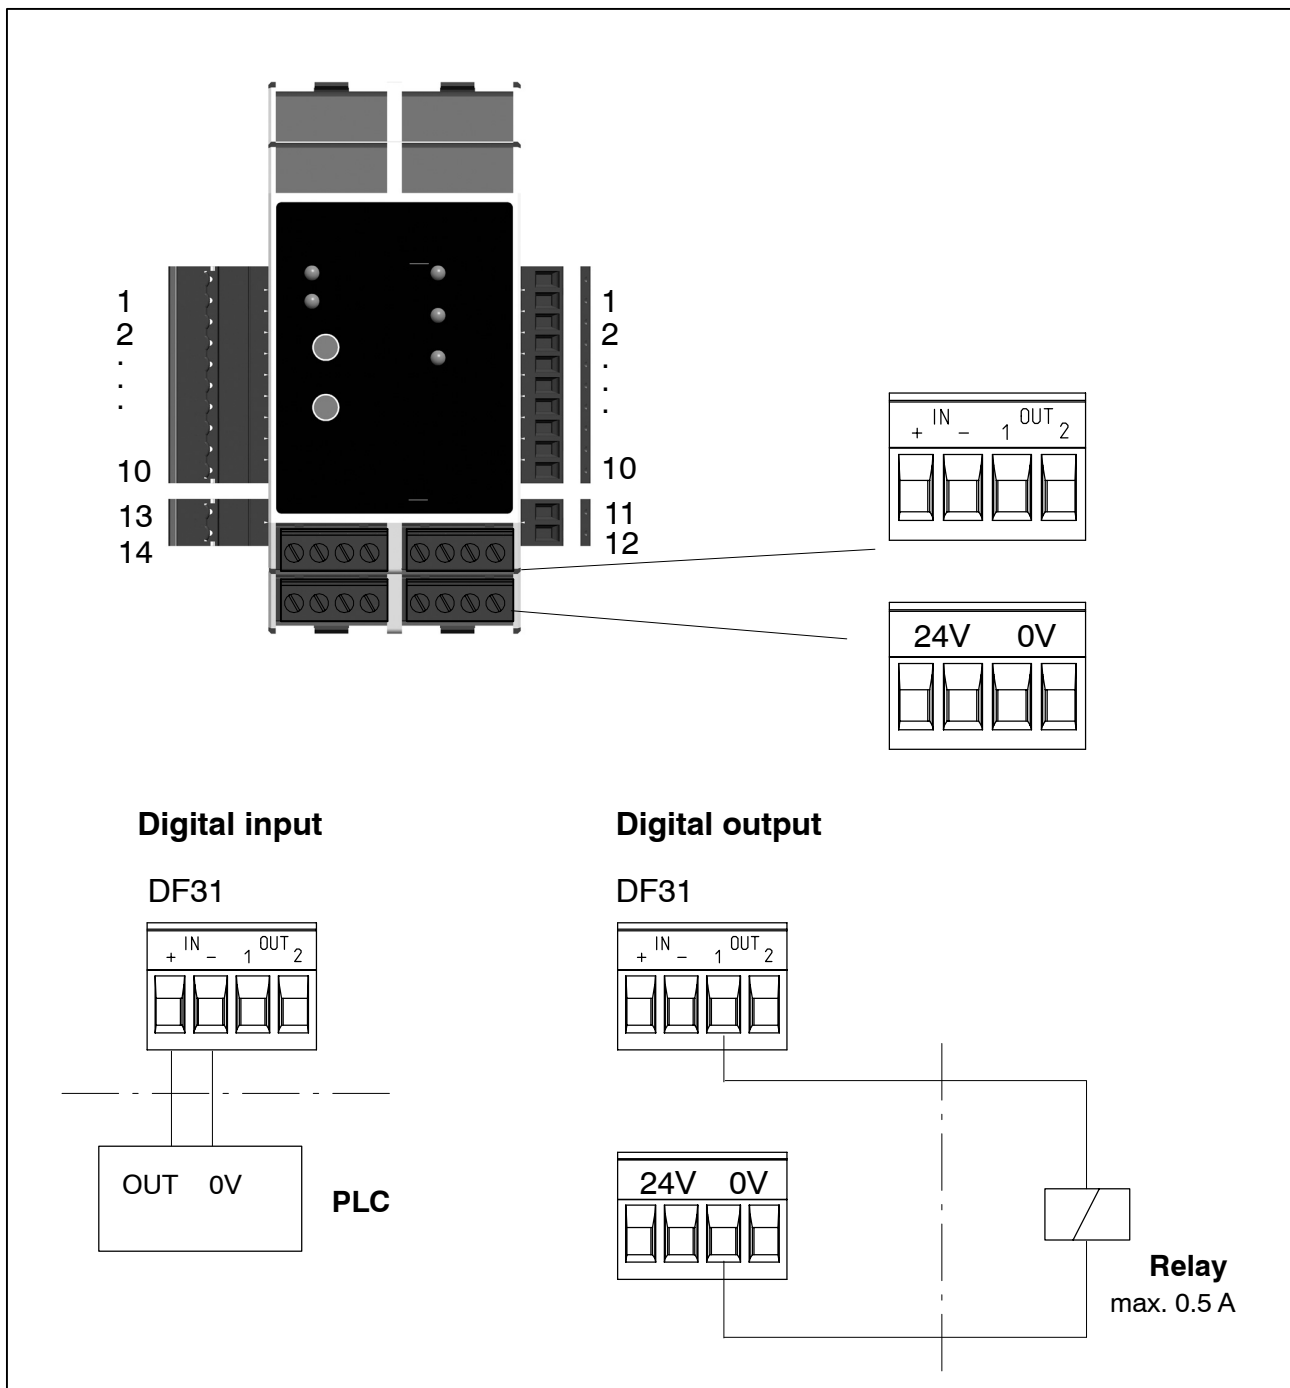 1
2
.
.
.
10
13
14
1
2
.
.
.
10
11
12
IN OUT
+ - 1 2
24V 0V
Digital input
DF31
IN OUT
+ - 1 2
OUT 0V
PLC
Digital output
DF31
IN OUT
+ - 1 2
24V 0V
Relay
max. 0.5 A